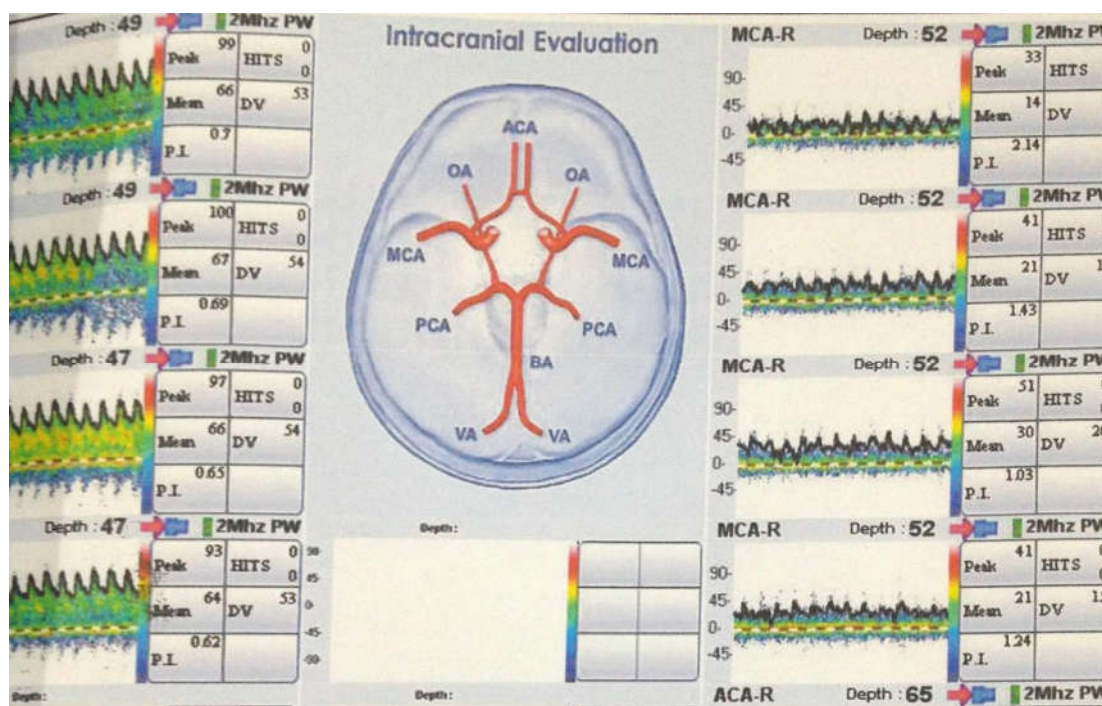 Depth : 49
2Mhz PW
Peak 99
HITS 0
0
Mean 66
DV 53
P.I. 0.7
Depth : 49
2Mhz PW
Peak 100
HITS 0
0
Mean 67
DV 54
P.I. 0.69
Depth : 47
2Mhz PW
Peak 97
HITS 0
0
Mean 66
DV 54
P.I. 0.65
Depth : 47
2Mhz PW
Peak 93
HITS 0
0
Mean 64
DV 53
P.I. 0.62
Depth:
Intracranial Evaluation
ACA
OA OA
MCA MCA
PCA PCA
BA
VA VA
Depth:
90
45
0
-45
-90
Depth:
MCA-R Depth : 52
2Mhz PW
90-
45-
0-
-45
Peak 33
HITS
Mean 14
DV
P.I. 2.14
MCA-R Depth : 52
2Mhz PW
90-
45-
0-
-45
Peak 41
HITS
Mean 21
DV
P.I. 1.43
MCA-R Depth : 52
2Mhz PW
90-
45-
0-
-45
Peak 51
HITS
Mean 30
DV
P.I. 1.03
MCA-R Depth : 52
2Mhz PW
90-
45-
0-
-45
Peak 41
HITS
Mean 21
DV
P.I. 1.24
ACA-R Depth : 65
2Mhz PW